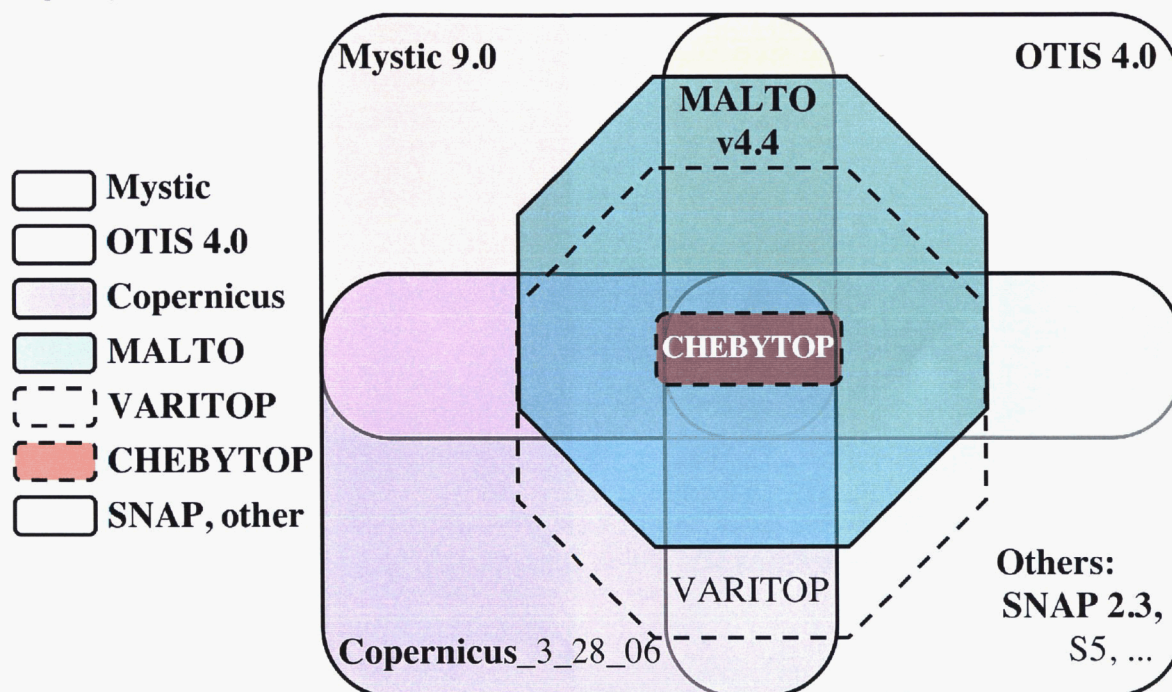 Mystic 9.0
OTIS 4.0
MALTO
v4.4
Mystic
OTIS 4.0
Copernicus
MALTO
VARITOP
CHEBYTOP
SNAP, other
CHEBYTOP
VARITOP
Others:
SNAP 2.3,
S5, ...
Copernicus_3_28_06